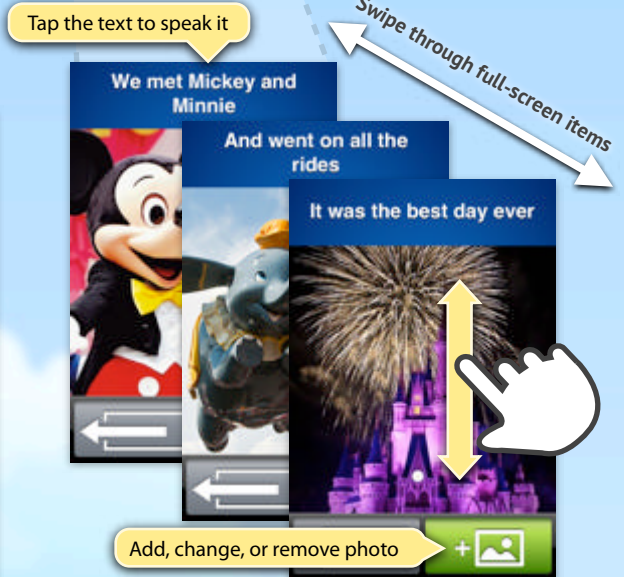 Tap the text to speak it
Swipe through full-screen items
We met Mickey and
Minnie
And went on all the
rides
It was the best day ever
Add, change, or remove photo